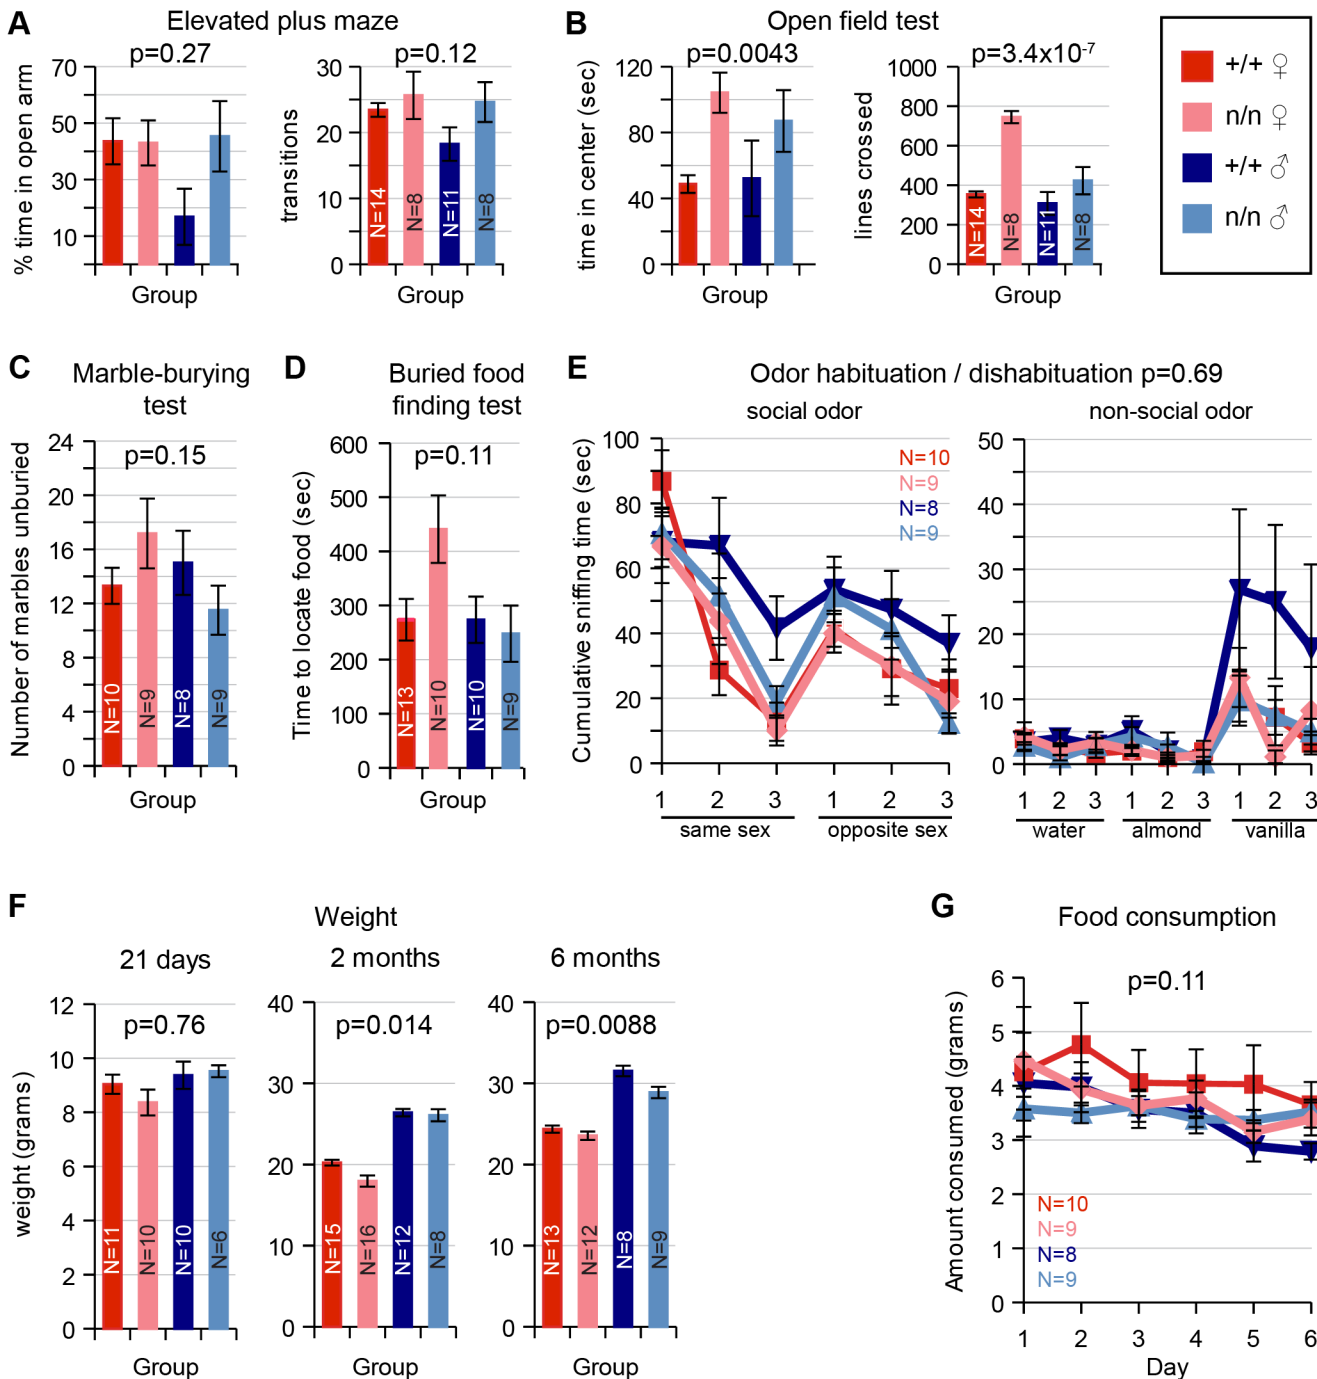 A
Elevated plus maze
p=0.27
% time in open arm
70
50
30
10
Group
p=0.12
transitions
30
20
10
0
N=14
N=8
N=11
N=8
Group
B
Open field test
p=0.0043
time in center (sec)
120
80
40
0
Group
p=3.4x10-7
lines crossed
1000
800
600
400
200
0
N=14
N=8
N=11
N=8
Group
+/+ ♀
n/n ♀
+/+ ♂
n/n ♂
C
Marble-burying
test
p=0.15
Number of marbles unburied
24
20
16
12
8
4
0
N=10
N=9
N=8
N=9
Group
D
Buried food
finding test
p=0.11
Time to locate food (sec)
600
500
400
300
200
100
0
N=13
N=10
N=10
N=9
Group
E
Odor habituation / dishabituation p=0.69
social odor
Cumulative sniffing time (sec)
100
80
60
40
20
0
N=10
N=9
N=8
N=9
1 2 3 1 2 3
same sex opposite sex
non-social odor
50
40
30
20
10
0
1 2 3 1 2 3 1 2 3
water almond vanilla
F
Weight
21 days
p=0.76
weight (grams)
12
10
8
6
4
2
0
N=11
N=10
N=10
N=6
Group
2 months
p=0.014
40
30
20
10
0
N=15
N=16
N=12
N=8
Group
6 months
p=0.0088
40
30
20
10
0
N=13
N=12
N=8
N=9
Group
G
Food consumption
p=0.11
Amount consumed (grams)
6
5
4
3
2
1
0
N=10
N=9
N=8
N=9
1 2 3 4 5 6
Day